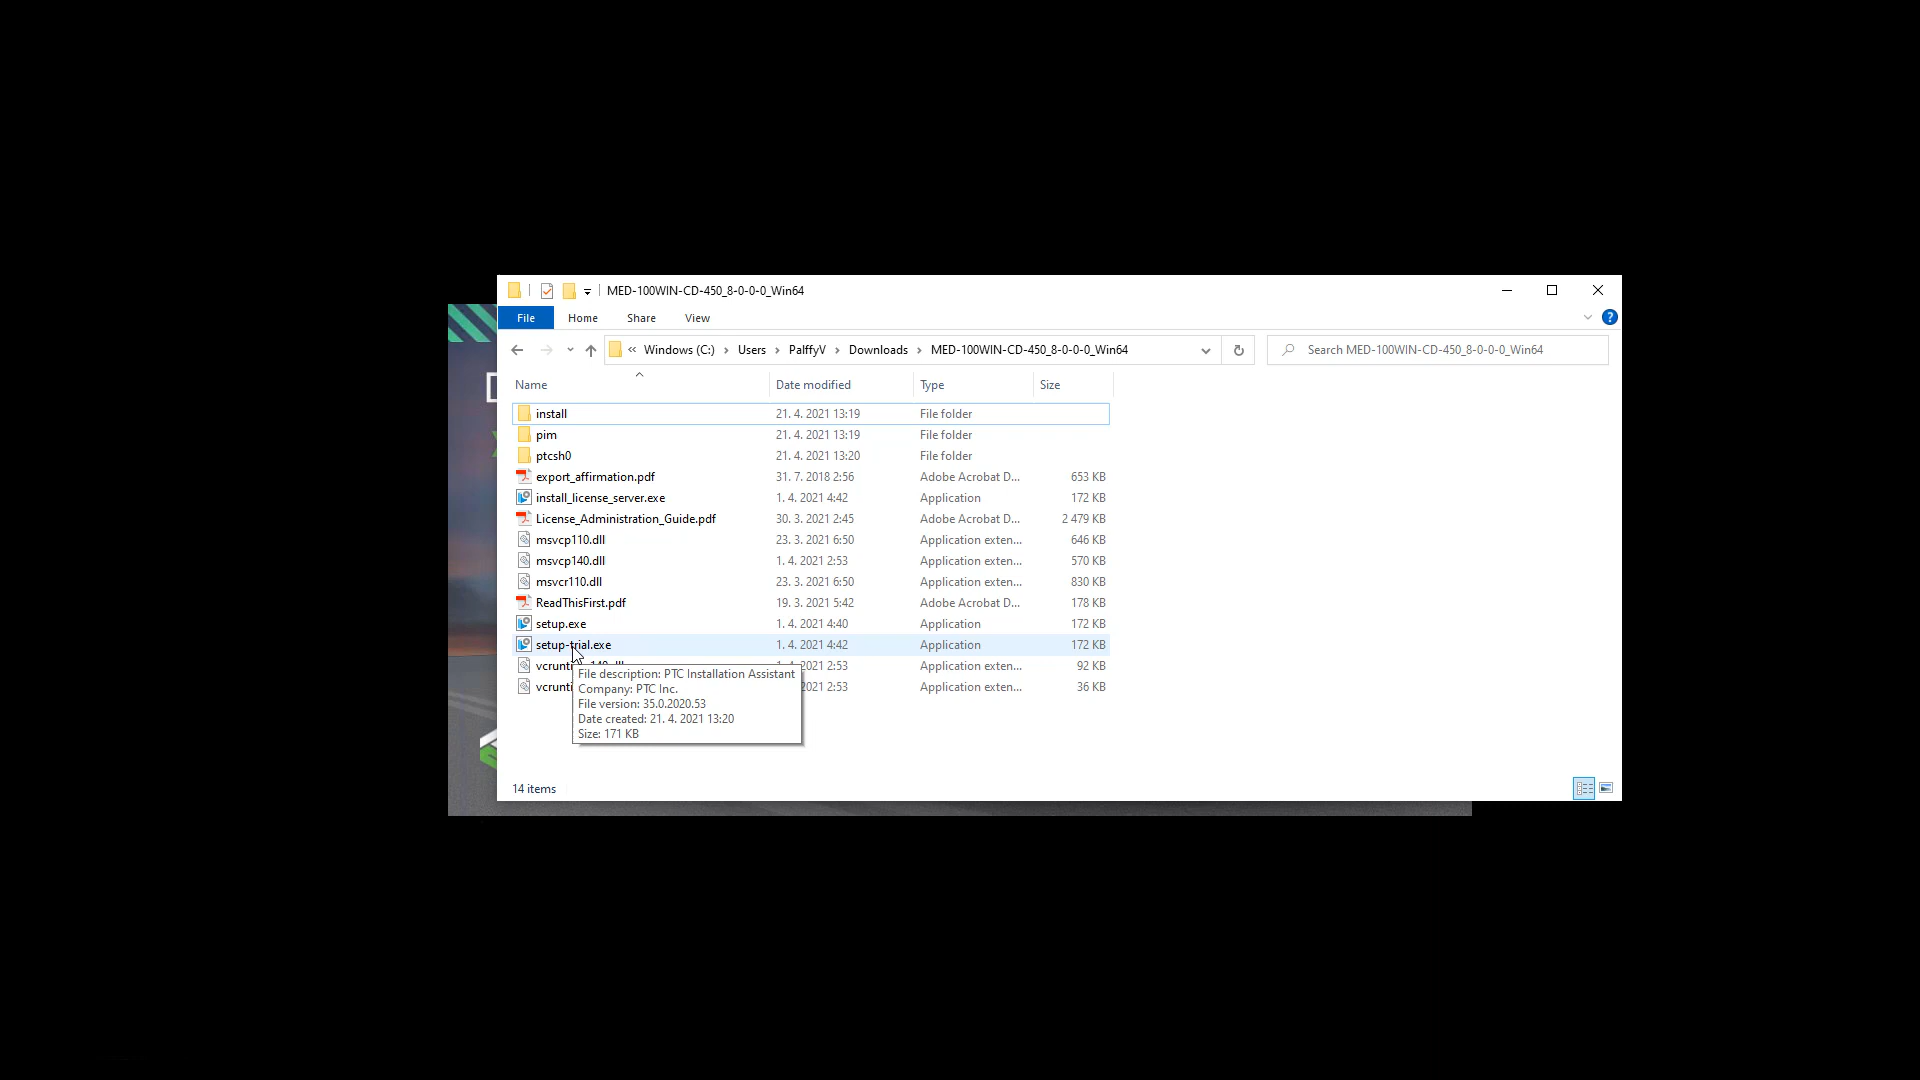 MED-100WIN-CD-450_8-0-0-0_Win64
File Home Share View
« Windows (C:) › Users › PalffyV › Downloads › MED-100WIN-CD-450_8-0-0-0_Win64
Search MED-100WIN-CD-450_8-0-0-0_Win64
Name Date modified Type Size
install 21. 4. 2021 13:19 File folder
pim 21. 4. 2021 13:19 File folder
ptcsh0 21. 4. 2021 13:20 File folder
export_affirmation.pdf 31. 7. 2018 2:56 Adobe Acrobat D... 653 KB
install_license_server.exe 1. 4. 2021 4:42 Application 172 KB
License_Administration_Guide.pdf 30. 3. 2021 2:45 Adobe Acrobat D... 2 479 KB
msvcp110.dll 23. 3. 2021 6:50 Application exten... 646 KB
msvcp140.dll 1. 4. 2021 2:53 Application exten... 570 KB
msvcr110.dll 23. 3. 2021 6:50 Application exten... 830 KB
ReadThisFirst.pdf 19. 3. 2021 5:42 Adobe Acrobat D... 178 KB
setup.exe 1. 4. 2021 4:40 Application 172 KB
setup-trial.exe 1. 4. 2021 4:42 Application 172 KB
2021 2:53 Application exten... 92 KB
2021 2:53 Application exten... 36 KB
File description: PTC Installation Assistant
Company: PTC Inc.
File version: 35.0.2020.53
Date created: 21. 4. 2021 13:20
Size: 171 KB
14 items